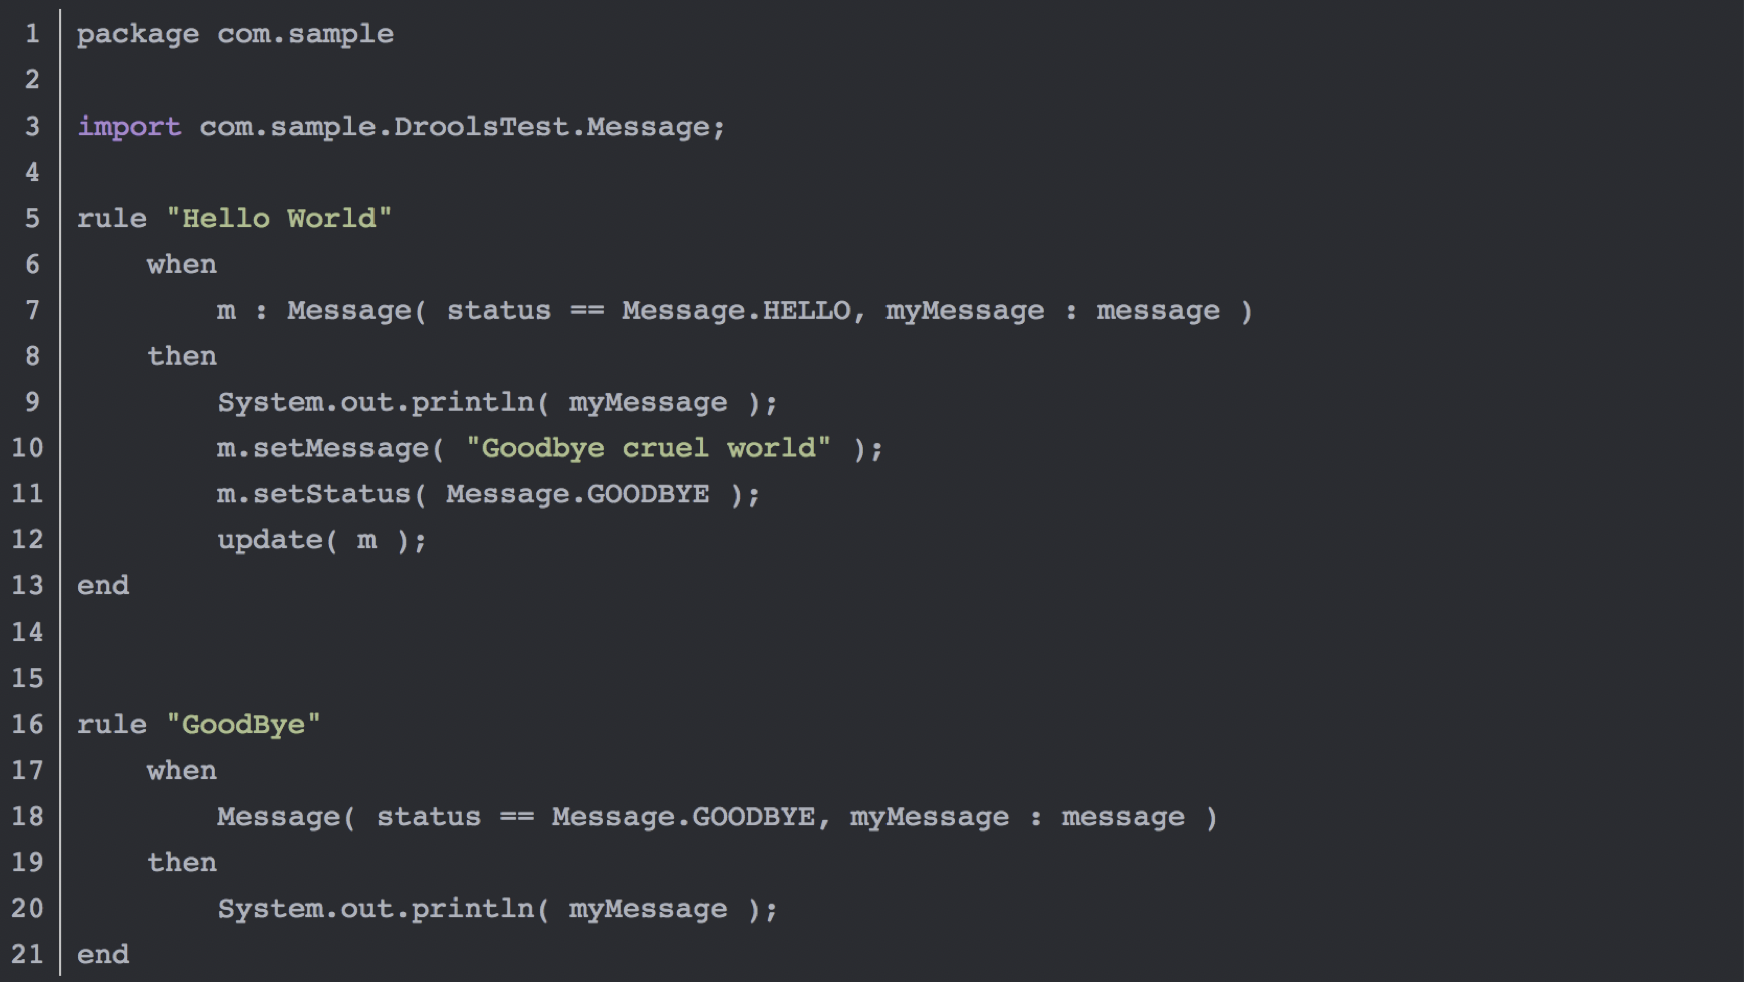 1 package com.sample
2
3 import com.sample.DroolsTest.Message;
4
5 rule "Hello World"
6     when
7         m : Message( status == Message.HELLO, myMessage : message )
8     then
9         System.out.println( myMessage );
10         m.setMessage( "Goodbye cruel world" );
11         m.setStatus( Message.GOODBYE );
12         update( m );
13 end
14
15
16 rule "GoodBye"
17     when
18         Message( status == Message.GOODBYE, myMessage : message )
19     then
20         System.out.println( myMessage );
21 end